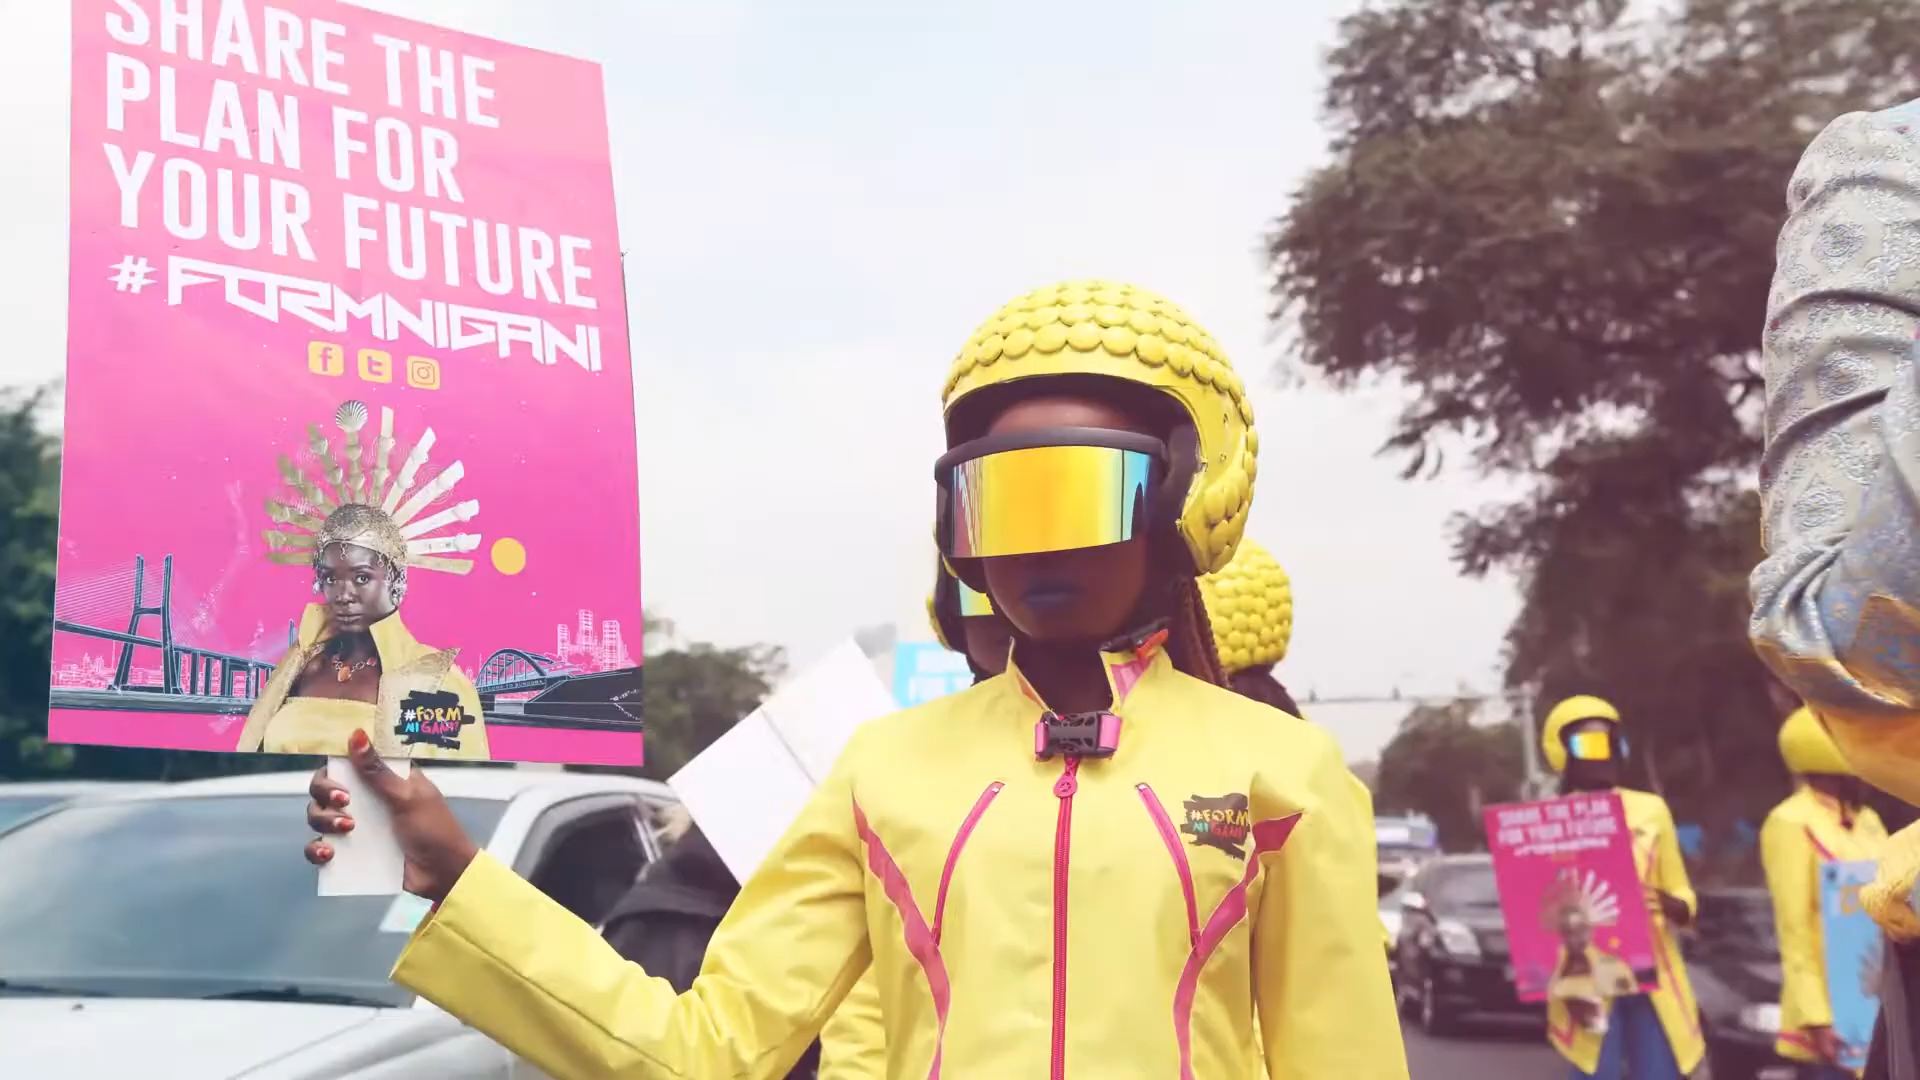 SHARE THE
PLAN FOR
YOUR FUTURE
#FORMNIGANI
#FORM
NI GANI?
#FORM
NI GANI?
SHARE THE PLAN
FOR YOUR FUTURE
#FORMNIGANI